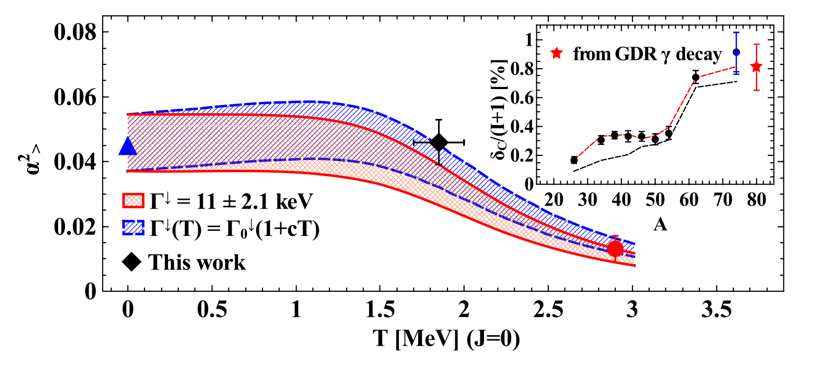 0.08
0.06
0.04
0.02
0
α²>
0
0.5
1
1.5
2
2.5
3
3.5
T [MeV] (J=0)
Γ↓ = 11 ± 2.1 keV
Γ↓(T) = Γ₀↓(1+cT)
This work
1
0.8
0.6
0.4
0.2
0
δC/(I+1) [%]
from GDR γ decay
20 30 40 50 60 70 80
A